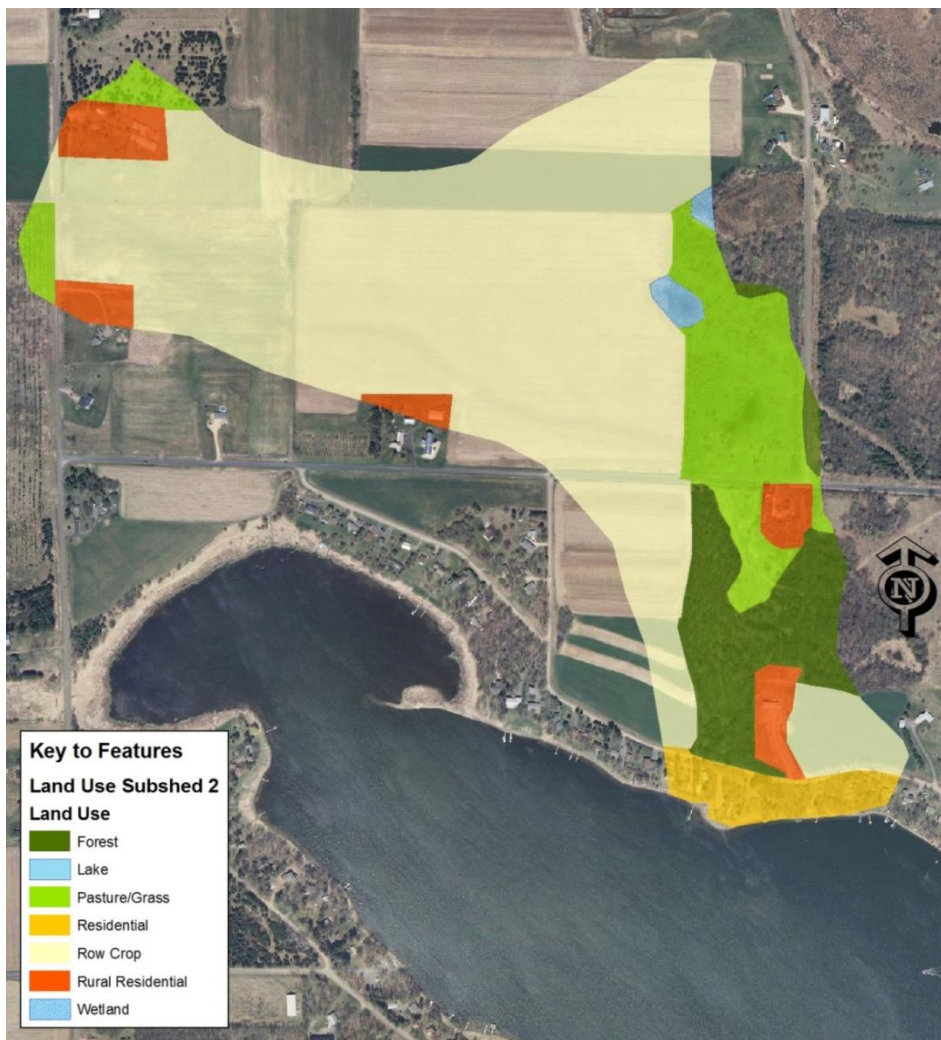 N
Key to Features
Land Use Subshed 2
Land Use
Forest
Lake
Pasture/Grass
Residential
Row Crop
Rural Residential
Wetland